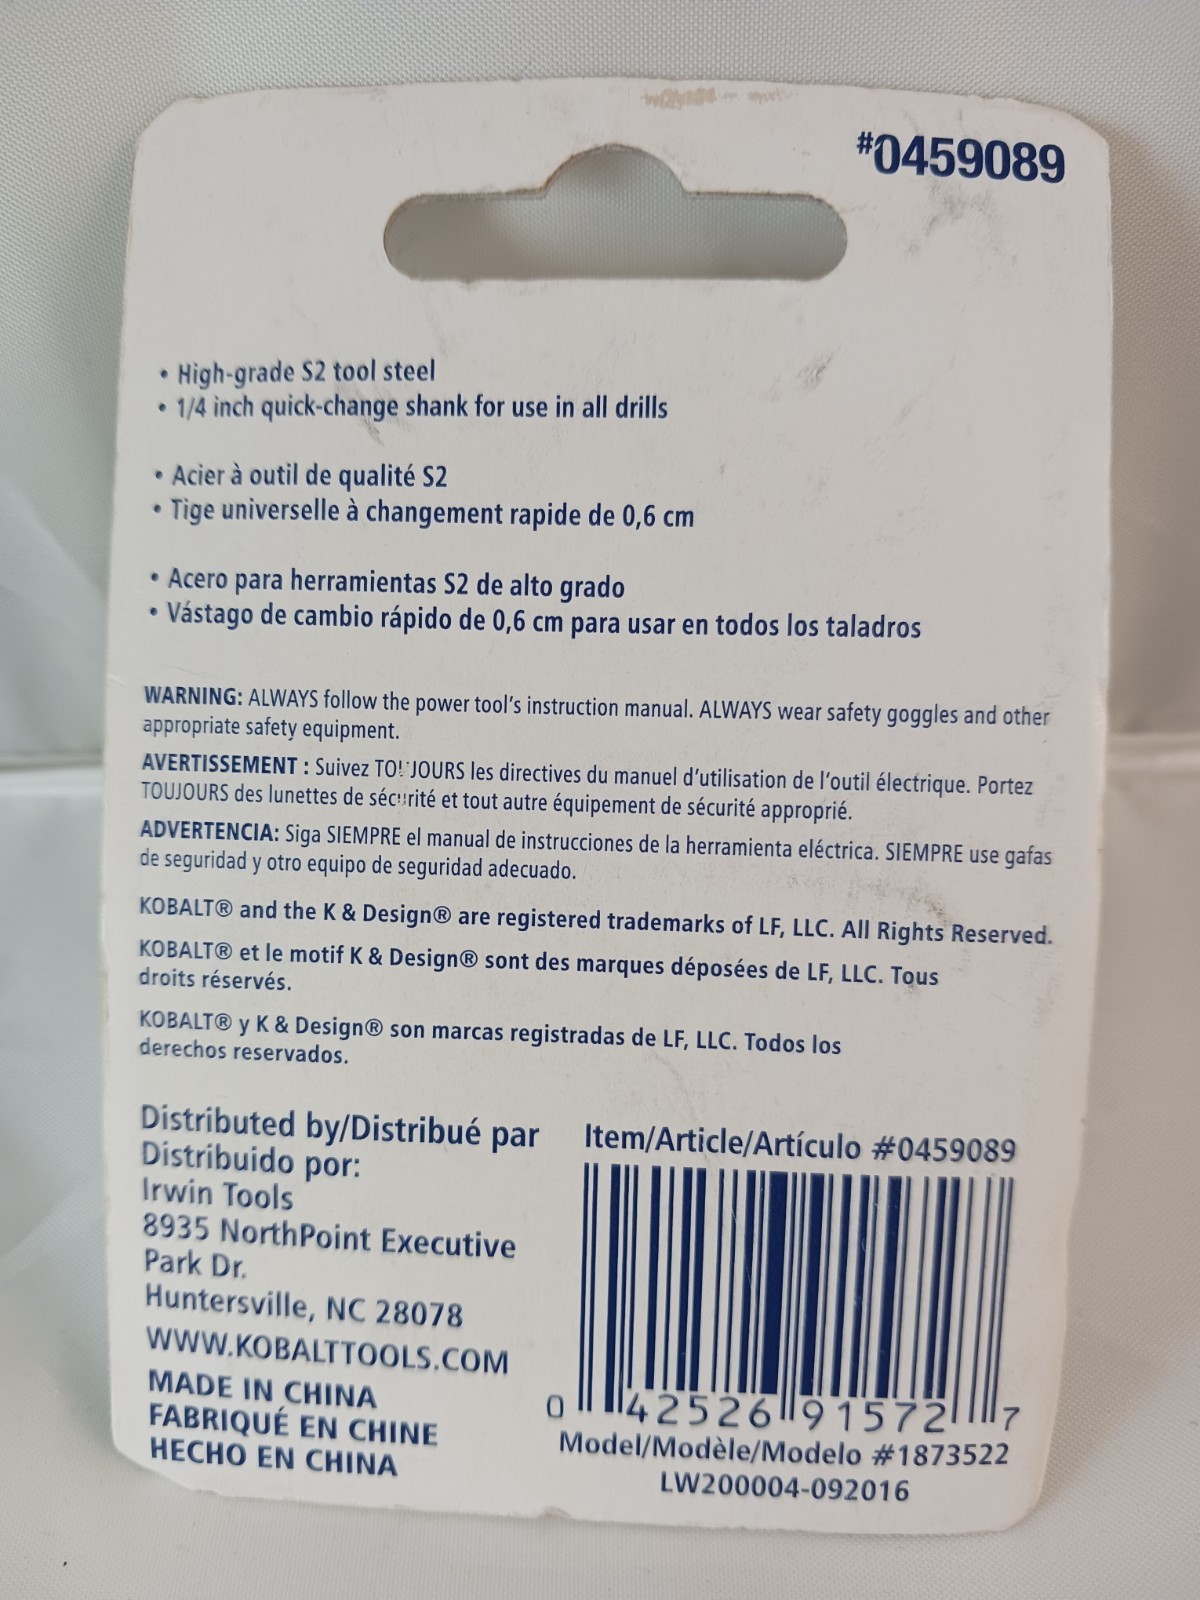 #0459089
• High-grade S2 tool steel
• 1/4 inch quick-change shank for use in all drills
• Acier à outil de qualité S2
• Tige universelle à changement rapide de 0,6 cm
• Acero para herramientas S2 de alto grado
• Vástago de cambio rápido de 0,6 cm para usar en todos los taladros
WARNING: ALWAYS follow the power tool's instruction manual. ALWAYS wear safety goggles and other
appropriate safety equipment.
AVERTISSEMENT : Suivez TOUJOURS les directives du manuel d'utilisation de l'outil électrique. Portez
TOUJOURS des lunettes de sécurité et tout autre équipement de sécurité approprié.
ADVERTENCIA: Siga SIEMPRE el manual de instrucciones de la herramienta eléctrica. SIEMPRE use gafas
de seguridad y otro equipo de seguridad adecuado.
KOBALT® and the K & Design® are registered trademarks of LF, LLC. All Rights Reserved.
KOBALT® et le motif K & Design® sont des marques déposées de LF, LLC. Tous
droits réservés.
KOBALT® y K & Design® son marcas registradas de LF, LLC. Todos los
derechos reservados.
Distributed by/Distribué par
Distribuido por:
Irwin Tools
8935 NorthPoint Executive
Park Dr.
Huntersville, NC 28078
WWW.KOBALTTOOLS.COM
MADE IN CHINA
FABRIQUÉ EN CHINE
HECHO EN CHINA
Item/Article/Artículo #0459089
0 42526 91572 7
Model/Modèle/Modelo #1873522
LW200004-092016